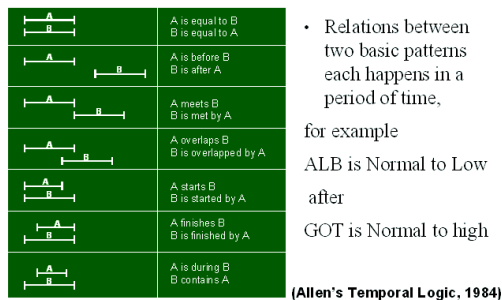 A
B
A is equal to B
B is equal to A
A
B
A is before B
B is after A
A
B
A meets B
B is met by A
A
B
A overlaps B
B is overlapped by A
A
B
A starts B
B is started by A
A
B
A finishes B
B is finished by A
A
B
A is during B
B contains A
• Relations between
two basic patterns
each happens in a
period of time,
for example
ALB is Normal to Low
after
GOT is Normal to high
(Allen's Temporal Logic, 1984)